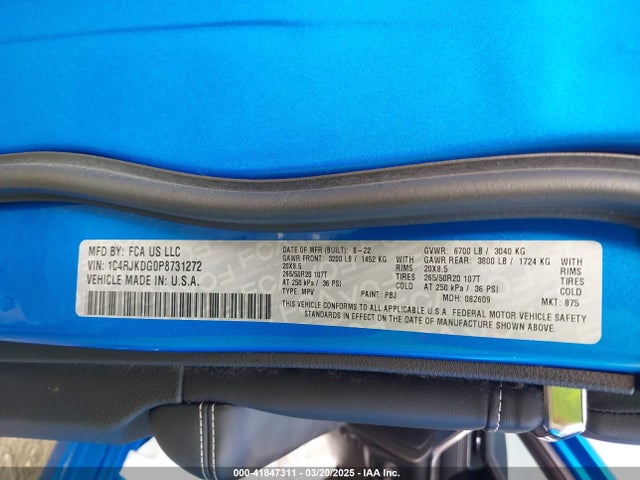 MFD BY: FCA US LLC
VIN: 1C4RJKDG0P8731272
VEHICLE MADE IN: U.S.A.
DATE OF MFR (BUILT): 8-22 GVWR: 6700 LB / 3040 KG
GAWR FRONT: 3200 LB / 1452 KG WITH GAWR REAR: 3800 LB / 1724 KG WITH
20X8.5 RIMS 20X8.5 RIMS
265/50R20 107T TIRES 265/50R20 107T TIRES
AT 250 kPa / 36 PSI COLD AT 250 kPa / 36 PSI COLD
TYPE: MPV PAINT: PBJ MDH: 082609 MKT: 875
THIS VEHICLE CONFORMS TO ALL APPLICABLE U.S.A. FEDERAL MOTOR VEHICLE SAFETY
STANDARDS IN EFFECT ON THE DATE OF MANUFACTURE SHOWN ABOVE.
000-41847311 — 03/20/2025 — IAA Inc.